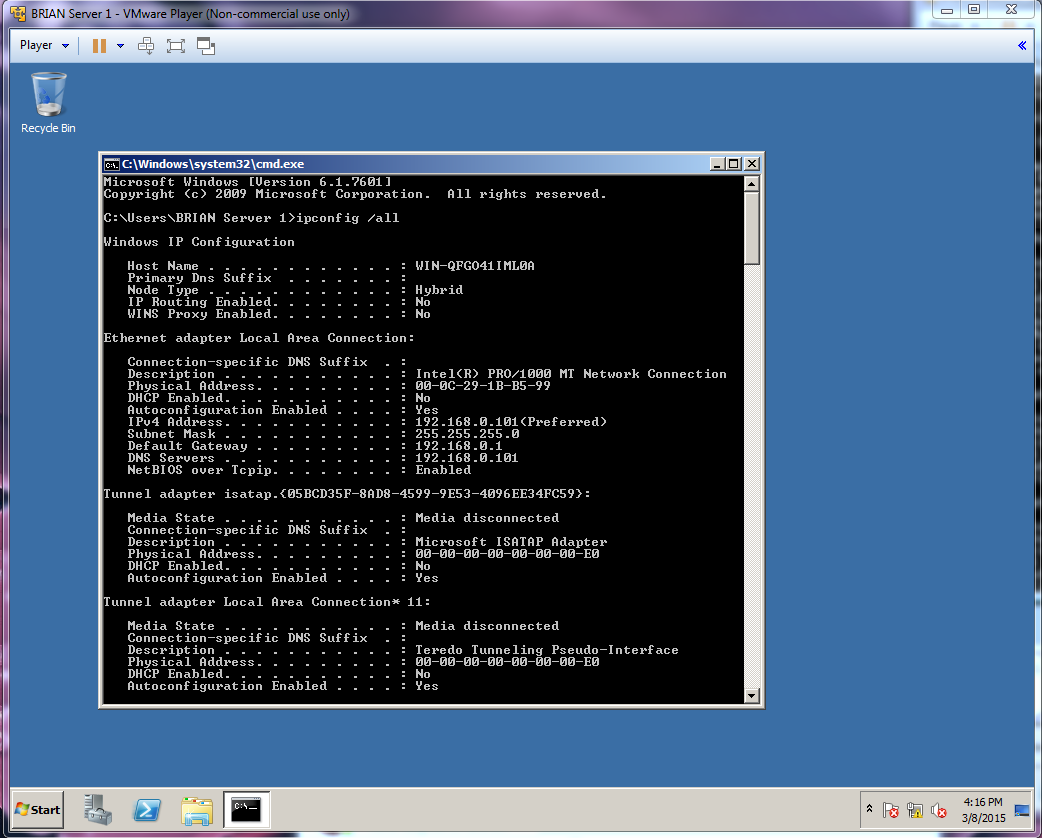 BRIAN Server 1 - VMware Player (Non-commercial use only)
Player
Recycle Bin
C:\Windows\system32\cmd.exe
Microsoft Windows [Version 6.1.7601]
Copyright (c) 2009 Microsoft Corporation.  All rights reserved.
C:\Users\BRIAN Server 1>ipconfig /all
Windows IP Configuration
Host Name . . . . . . . . . . . . : WIN-QFGO41IML0A
Primary Dns Suffix  . . . . . . . :
Node Type . . . . . . . . . . . . : Hybrid
IP Routing Enabled. . . . . . . . : No
WINS Proxy Enabled. . . . . . . . : No
Ethernet adapter Local Area Connection:
Connection-specific DNS Suffix  . :
Description . . . . . . . . . . . : Intel(R) PRO/1000 MT Network Connection
Physical Address. . . . . . . . . : 00-0C-29-1B-B5-99
DHCP Enabled. . . . . . . . . . . : No
Autoconfiguration Enabled . . . . : Yes
IPv4 Address. . . . . . . . . . . : 192.168.0.101(Preferred)
Subnet Mask . . . . . . . . . . . : 255.255.255.0
Default Gateway . . . . . . . . . : 192.168.0.1
DNS Servers . . . . . . . . . . . : 192.168.0.101
NetBIOS over Tcpip. . . . . . . . : Enabled
Tunnel adapter isatap.{05BCD35F-8AD8-4599-9E53-4096EE34FC59}:
Media State . . . . . . . . . . . : Media disconnected
Connection-specific DNS Suffix  . :
Description . . . . . . . . . . . : Microsoft ISATAP Adapter
Physical Address. . . . . . . . . : 00-00-00-00-00-00-00-E0
DHCP Enabled. . . . . . . . . . . : No
Autoconfiguration Enabled . . . . : Yes
Tunnel adapter Local Area Connection* 11:
Media State . . . . . . . . . . . : Media disconnected
Connection-specific DNS Suffix  . :
Description . . . . . . . . . . . : Teredo Tunneling Pseudo-Interface
Physical Address. . . . . . . . . : 00-00-00-00-00-00-00-E0
DHCP Enabled. . . . . . . . . . . : No
Autoconfiguration Enabled . . . . : Yes
Start
4:16 PM
3/8/2015